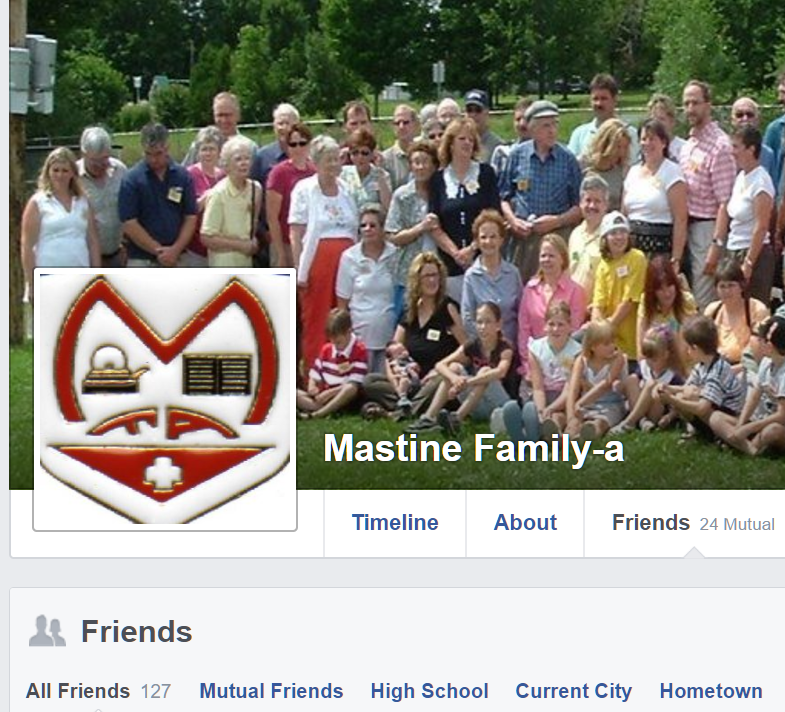 Mastine Family-a
Timeline About Friends 24 Mutual
Friends
All Friends 127 Mutual Friends High School Current City Hometown